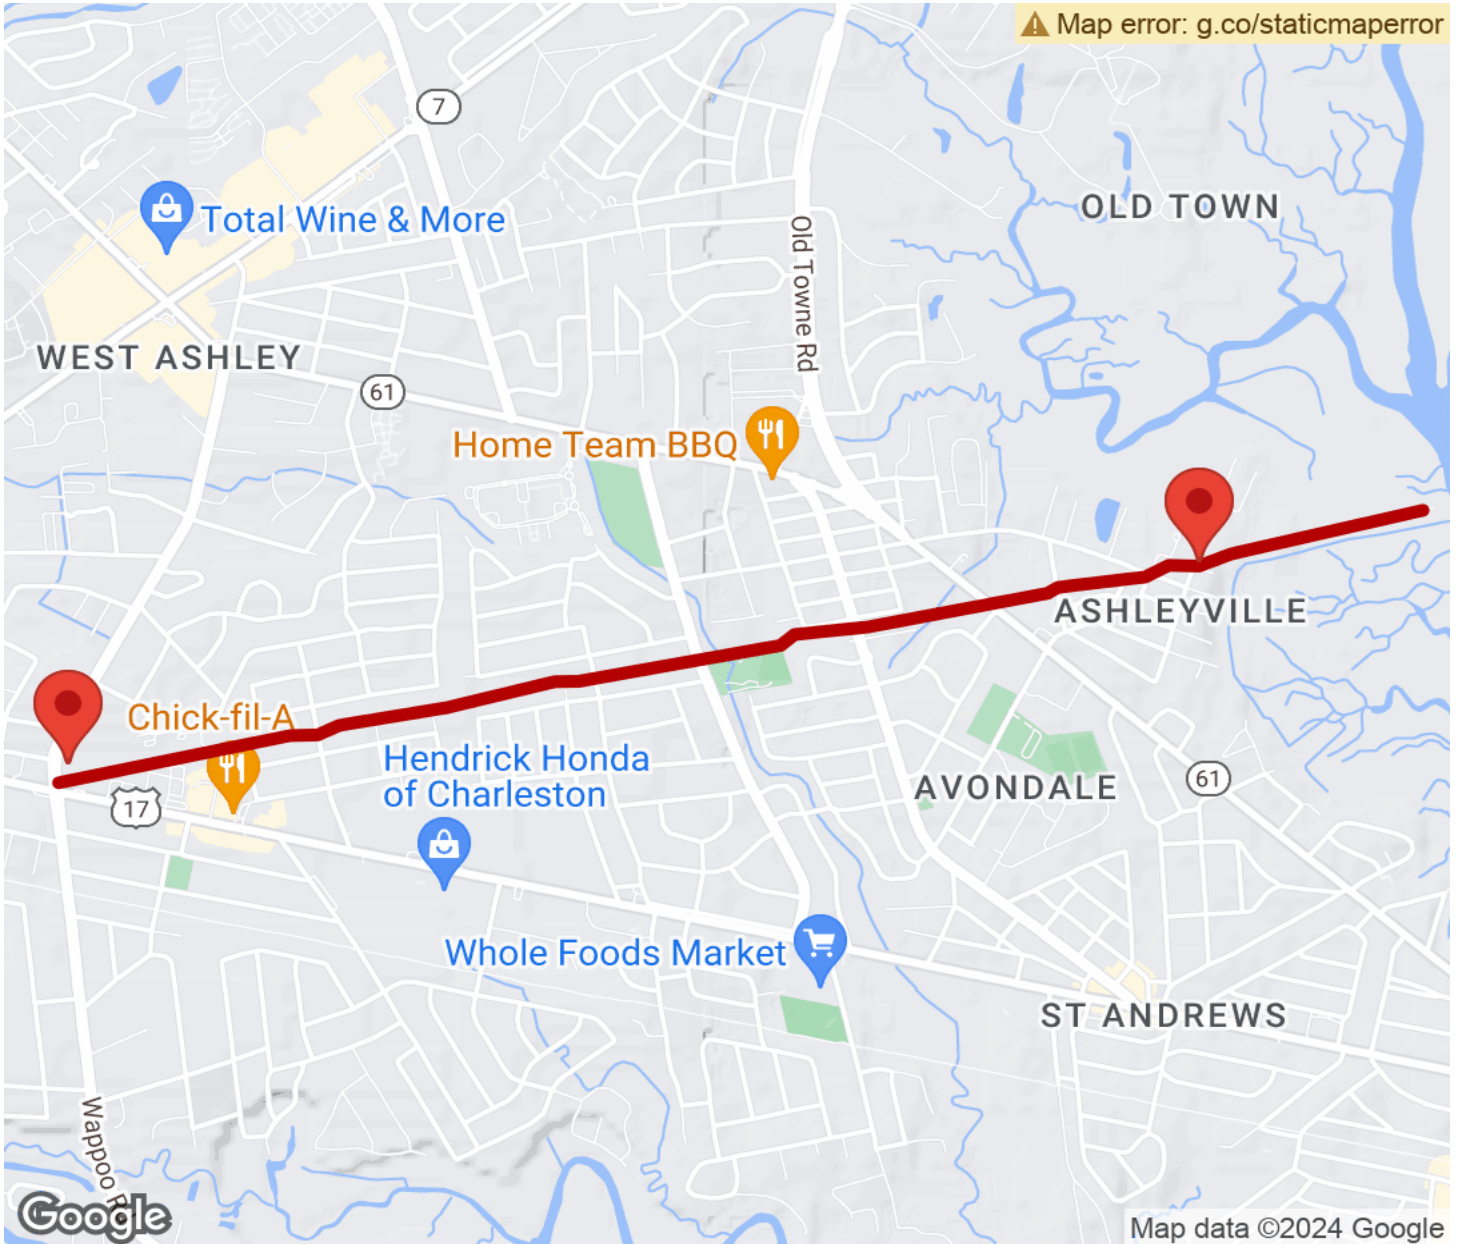 Map error: g.co/staticmaperror
7
OLD TOWN
Total Wine & More
Old Towne Rd
WEST ASHLEY
61
Home Team BBQ
ASHLEYVILLE
Chick-fil-A
Hendrick Honda
of Charleston
61
AVONDALE
17
Whole Foods Market
ST ANDREWS
Wappoo
Google
Map data ©2024 Google